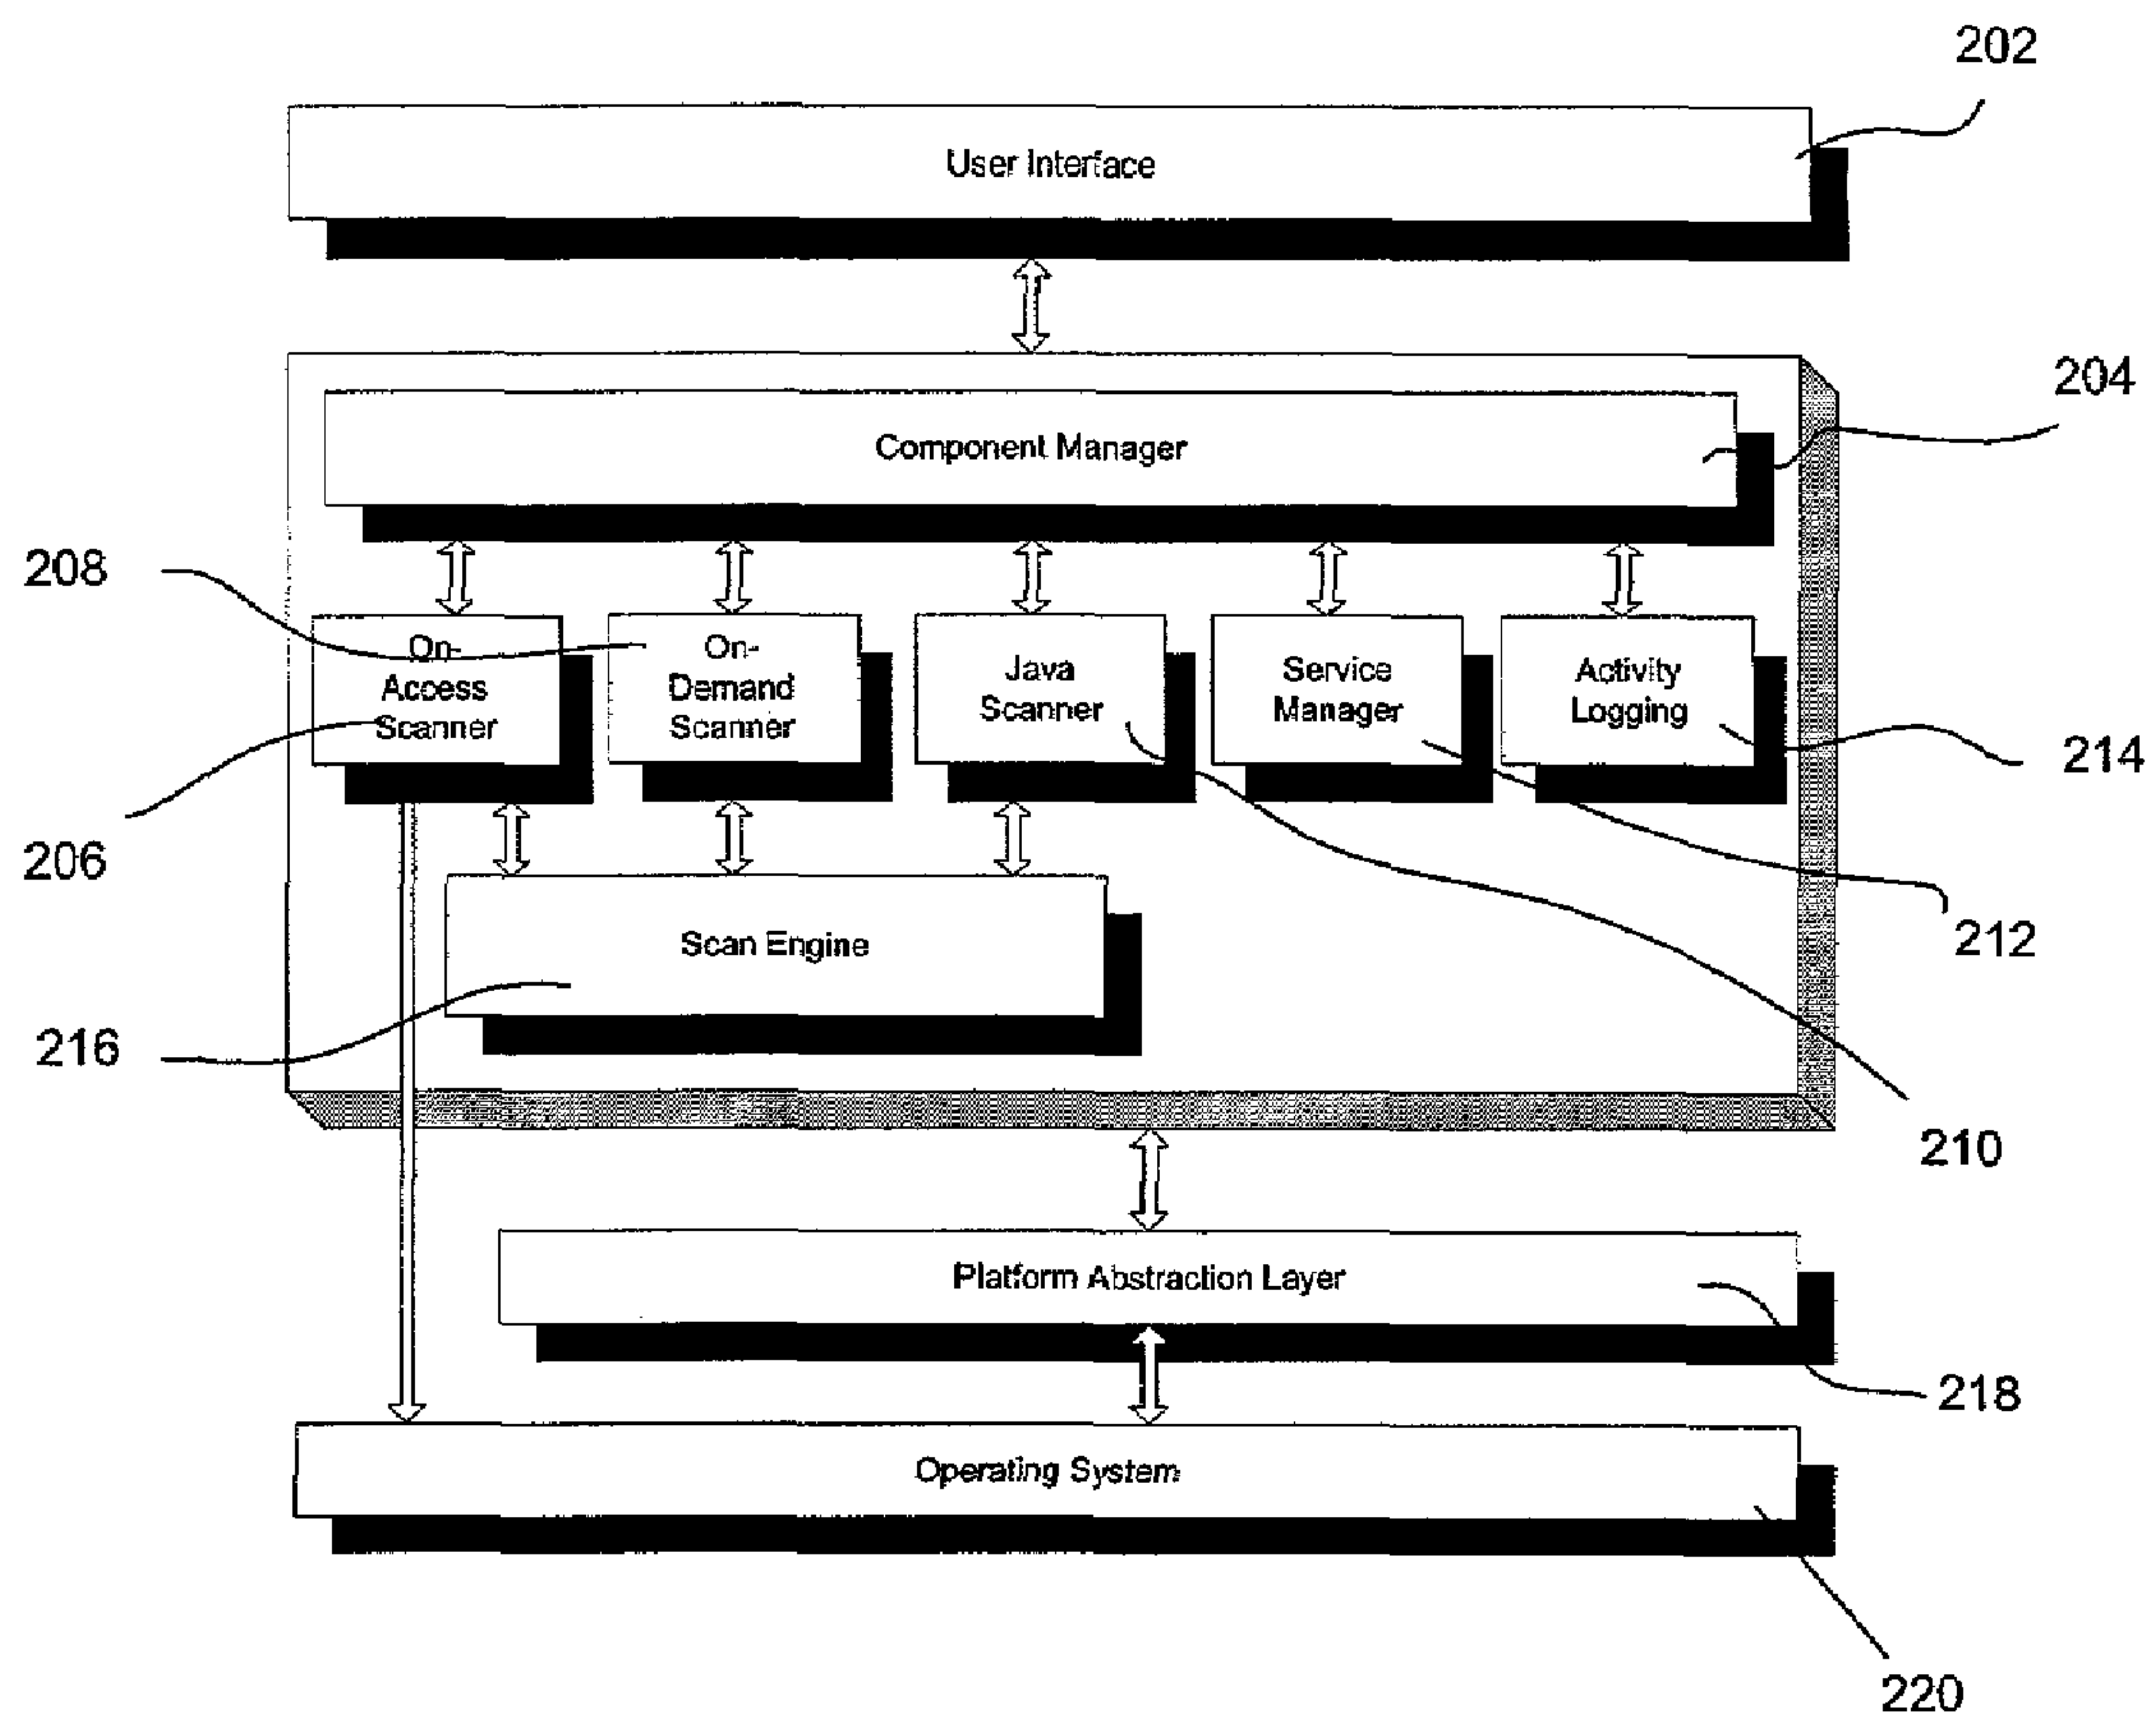 202
User Interface
204
Component Manager
208
On-
Access
Scanner
On-
Demand
Scanner
Java
Scanner
Service
Manager
Activity
Logging
214
206
Scan Engine
212
216
210
Platform Abstraction Layer
218
Operating System
220